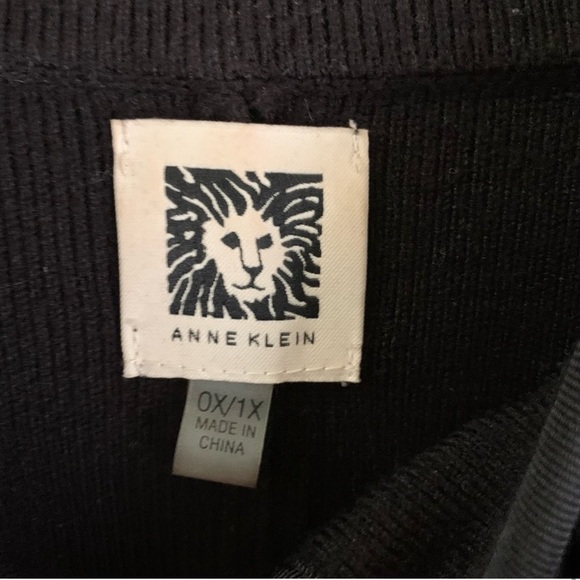 ANNE KLEIN
0X/1X
MADE IN
CHINA